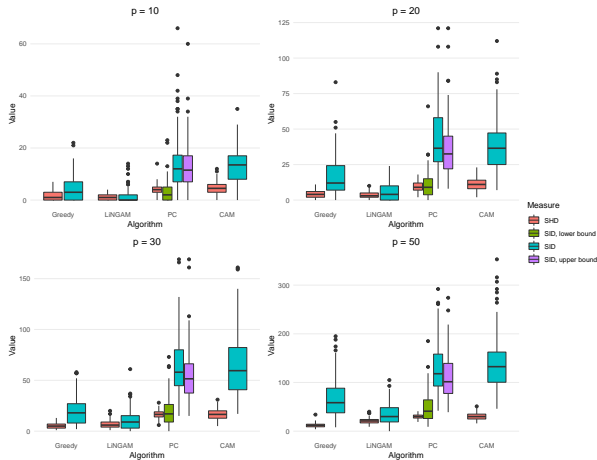 p = 10
60
40
20
0
Value
Greedy
LiNGAM
PC
CAM
Algorithm
p = 20
125
100
75
50
25
0
Value
Greedy
LiNGAM
PC
CAM
Algorithm
p = 30
150
100
50
0
Value
Greedy
LiNGAM
PC
CAM
Algorithm
p = 50
300
200
100
0
Value
Greedy
LiNGAM
PC
CAM
Algorithm
Measure
SHD
SID, lower bound
SID
SID, upper bound